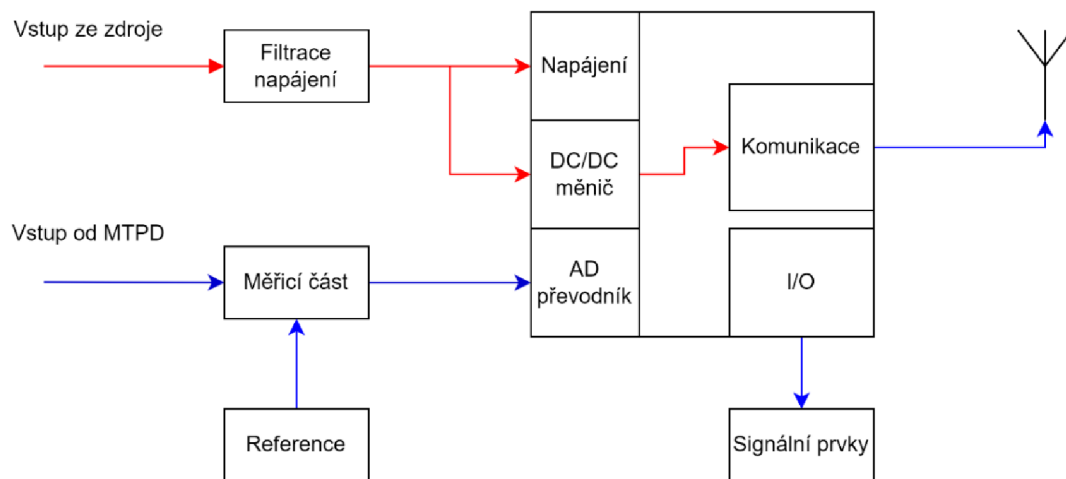 Vstup ze zdroje
Filtrace
napájení
Napájení
DC/DC
měnič
Komunikace
Vstup od MTPD
Měřicí část
AD
převodník
I/O
Reference
Signální prvky